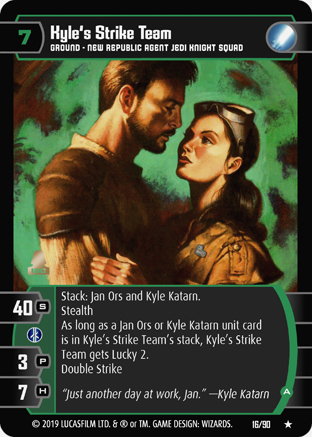 7
Kyle's Strike Team
GROUND - NEW REPUBLIC AGENT JEDI KNIGHT SQUAD
40 S
3 P
7 H
Stack: Jan Ors and Kyle Katarn.
Stealth
As long as a Jan Ors or Kyle Katarn unit card
is in Kyle's Strike Team's stack, Kyle's Strike
Team gets Lucky 2.
Double Strike
"Just another day at work, Jan." —Kyle Katarn
A
© 2019 LUCASFILM LTD. & ® or TM. GAME DESIGN: WIZARDS.
16/90